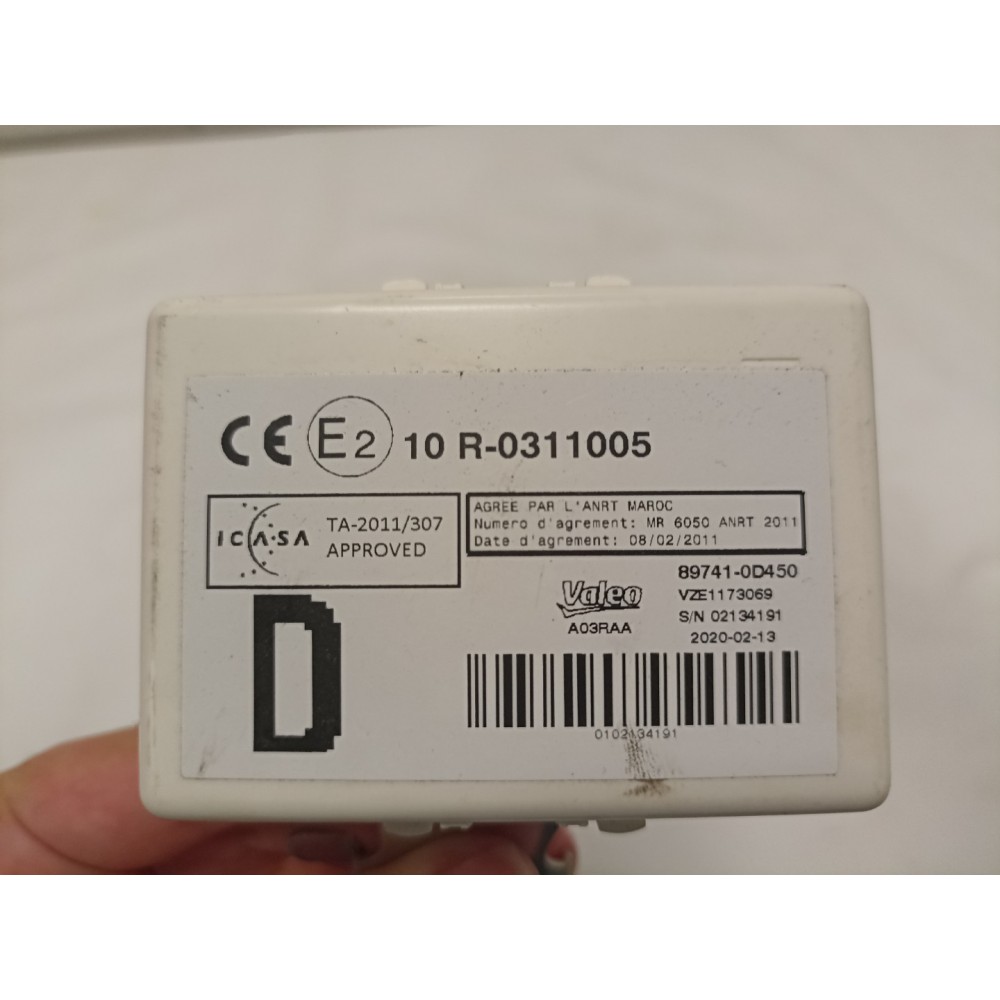 CE E2 10 R-0311005
ICASA TA-2011/307
APPROVED
AGREE PAR L'ANRT MAROC
Numero d'agrement: MR 6050 ANRT 2011
Date d'agrement: 08/02/2011
D
Valeo
A03RAA
89741-0D450
VZE1173069
S/N 02134191
2020-02-13
0102134191